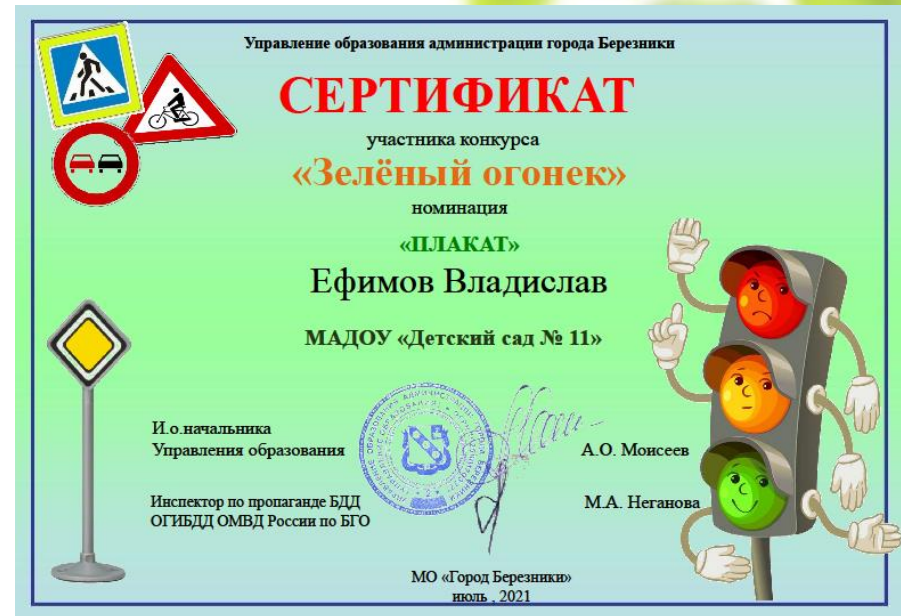 Управление образования администрации города Березники
СЕРТИФИКАТ
участника конкурса
«Зелёный огонек»
номинация
«ПЛАКАТ»
Ефимов Владислав
МАДОУ «Детский сад № 11»
И.о.начальника
Управления образования
А.О. Моисеев
Инспектор по пропаганде БДД
ОГИБДД ОМВД России по БГО
М.А. Неганова
МО «Город Березники»
июль , 2021